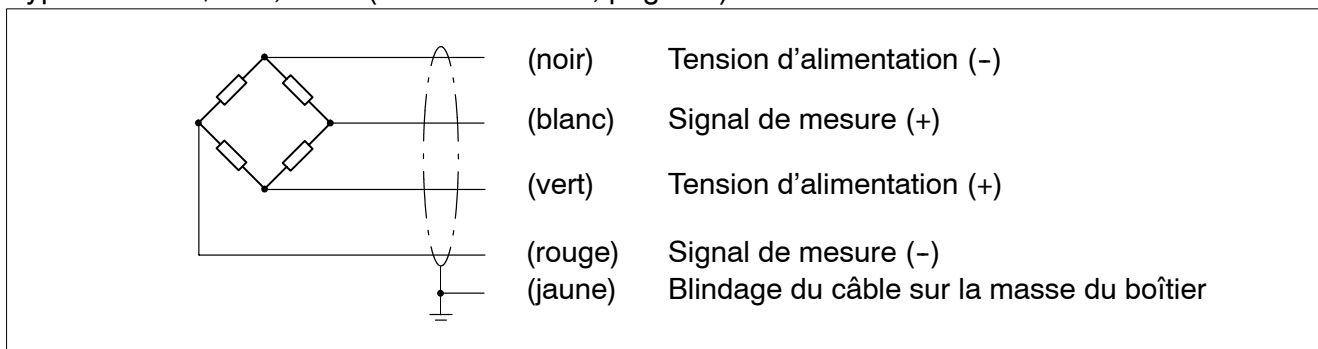 (noir) Tension d’alimentation (–)
(blanc) Signal de mesure (+)
(vert) Tension d’alimentation (+)
(rouge) Signal de mesure (–)
(jaune) Blindage du câble sur la masse du boîtier